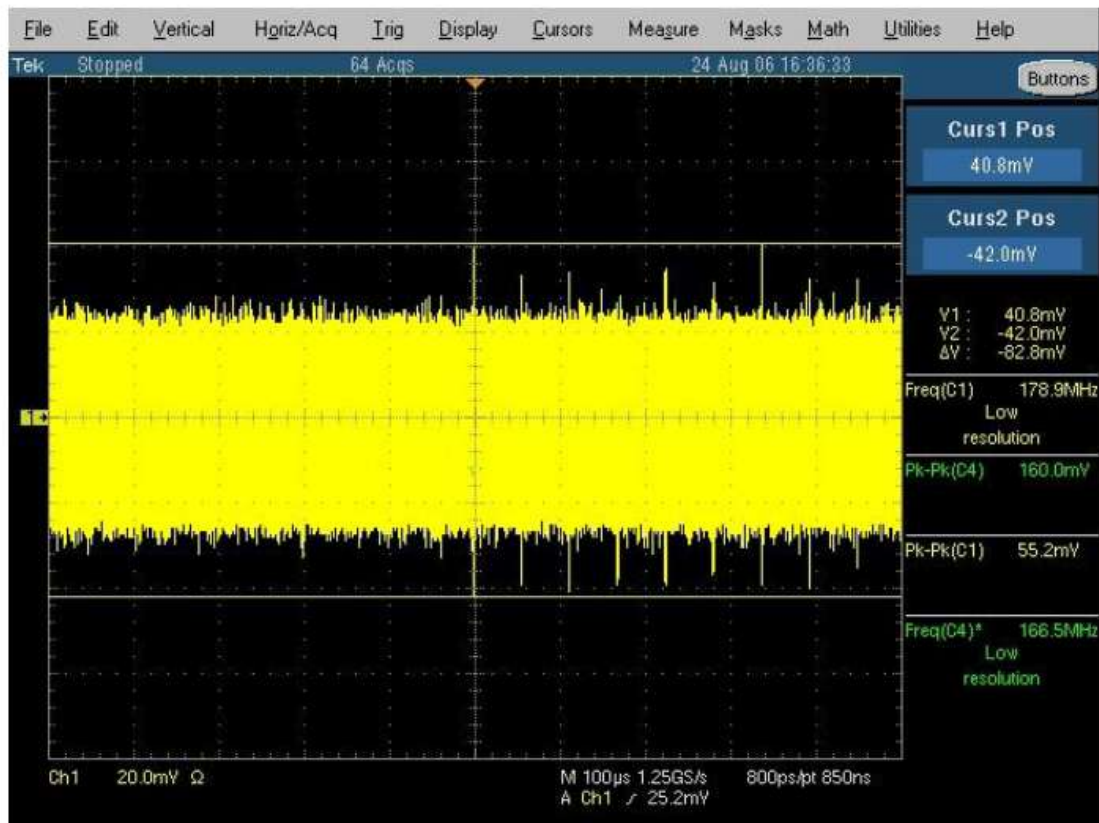 File Edit Vertical Horiz/Acq Trig Display Cursors Measure Masks Math Utilities Help
Tek Stopped 64 Acqs 24 Aug 06 16:36:33
Buttons
Curs1 Pos
40.8mV
Curs2 Pos
-42.0mV
V1 : 40.8mV
V2 : -42.0mV
ΔV : -82.8mV
Freq(C1) 178.9MHz
Low
resolution
Pk-Pk(C4) 160.0mV
Pk-Pk(C1) 55.2mV
Freq(C4)* 166.5MHz
Low
resolution
1
Ch1 20.0mV Ω M 100µs 1.25GS/s 800ps/pt 850ns
A Ch1 ∕ 25.2mV